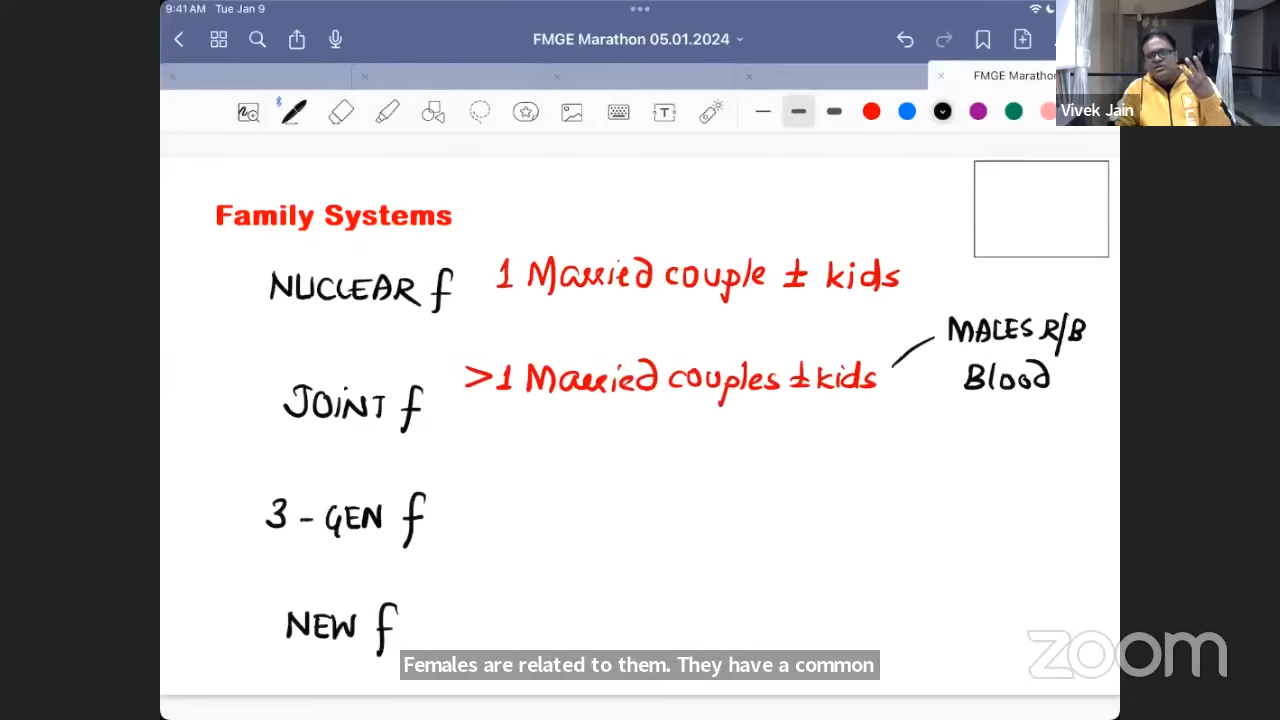 9:41 AM Tue Jan 9
FMGE Marathon 05.01.2024
FMGE Marathon
Vivek Jain
Family Systems
NUCLEAR f 1 Married couple ± kids
JOINT f >1 Married couples ± kids
MALES R/B
Blood
3 - GEN f
NEW f
Females are related to them. They have a common
zoom